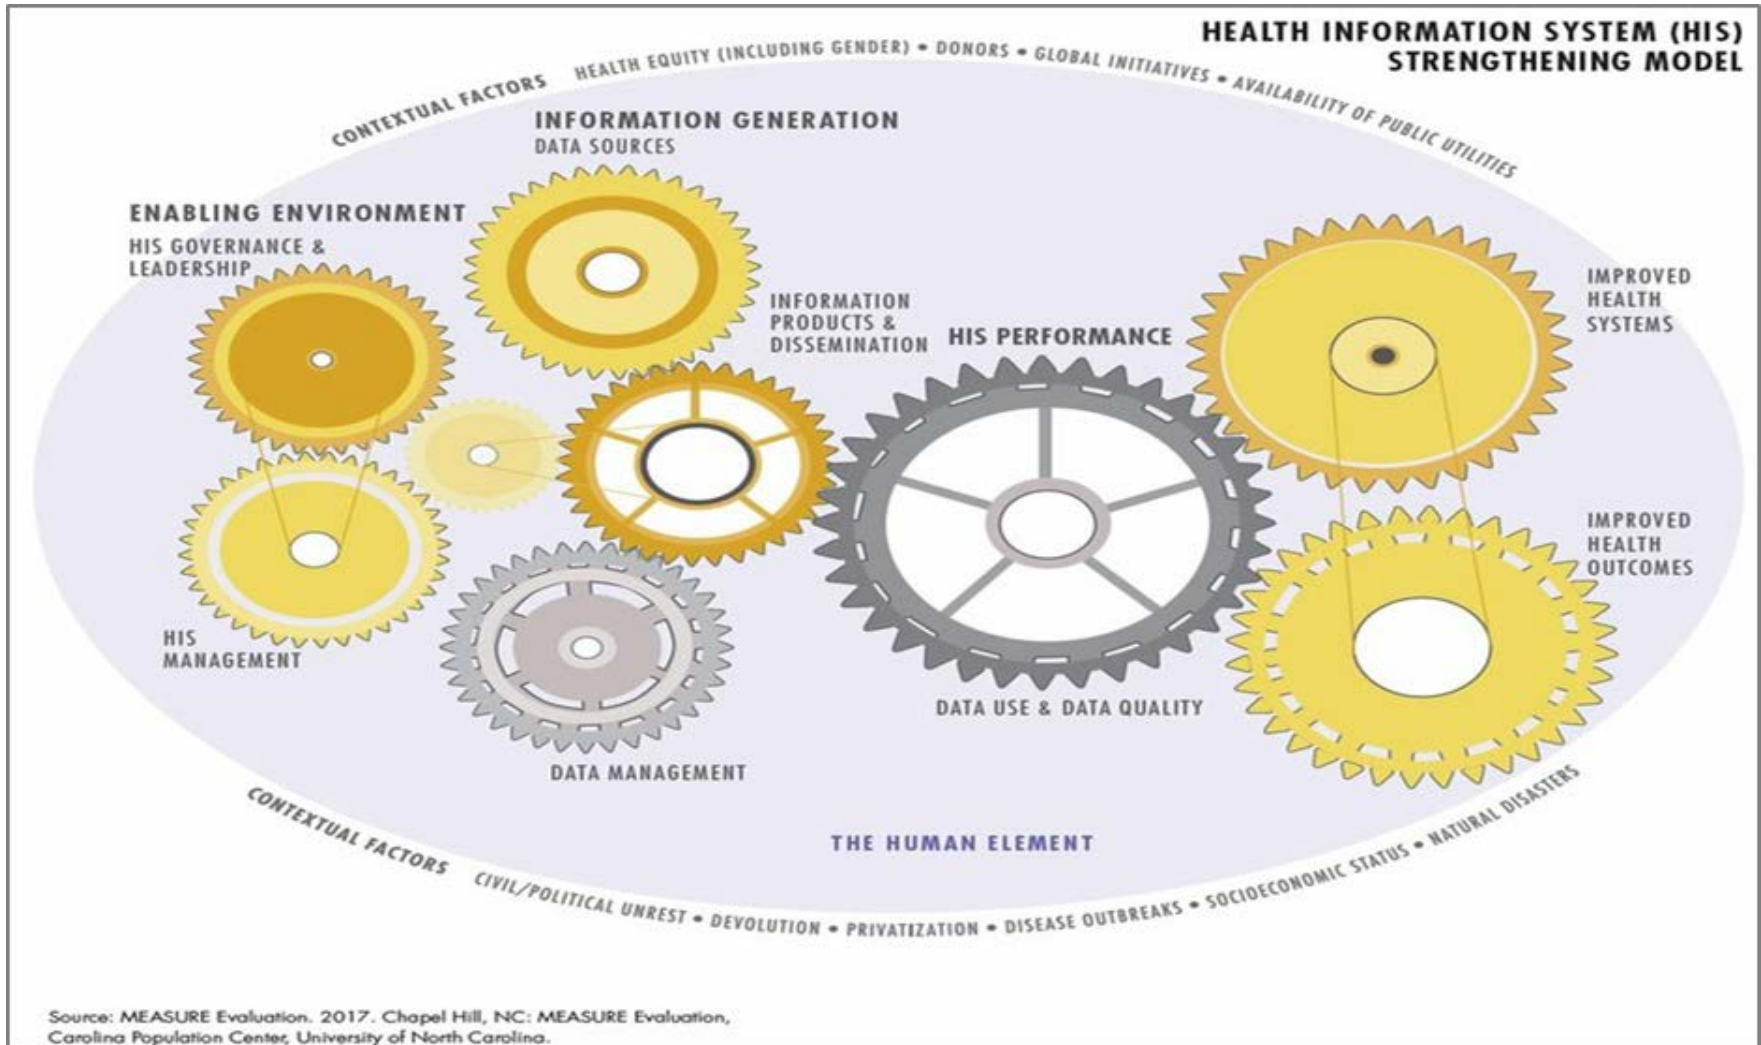 HEALTH INFORMATION SYSTEM (HIS)
STRENGTHENING MODEL
CONTEXTUAL FACTORS HEALTH EQUITY (INCLUDING GENDER) • DONORS • GLOBAL INITIATIVES • AVAILABILITY OF PUBLIC UTILITIES
INFORMATION GENERATION
DATA SOURCES
ENABLING ENVIRONMENT
HIS GOVERNANCE &
LEADERSHIP
INFORMATION
PRODUCTS &
DISSEMINATION
HIS PERFORMANCE
IMPROVED
HEALTH
SYSTEMS
IMPROVED
HEALTH
OUTCOMES
HIS
MANAGEMENT
DATA USE & DATA QUALITY
DATA MANAGEMENT
THE HUMAN ELEMENT
CONTEXTUAL FACTORS CIVIL/POLITICAL UNREST • DEVOLUTION • PRIVATIZATION • DISEASE OUTBREAKS • SOCIOECONOMIC STATUS • NATURAL DISASTERS
Source: MEASURE Evaluation. 2017. Chapel Hill, NC: MEASURE Evaluation,
Carolina Population Center, University of North Carolina.